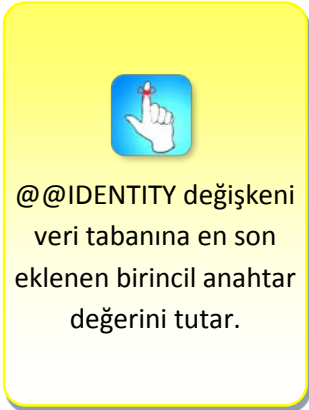 @@IDENTITY değişkeni
veri tabanına en son
eklenen birincil anahtar
değerini tutar.